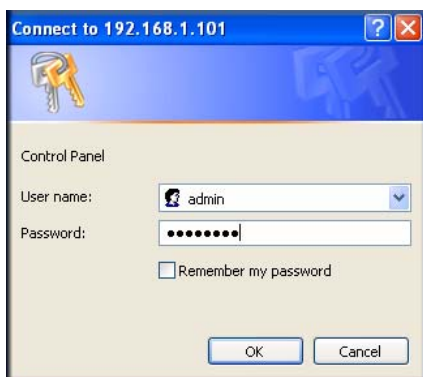 Connect to 192.168.1.101
Control Panel
User name: admin
Password: ••••••••
Remember my password
OK Cancel